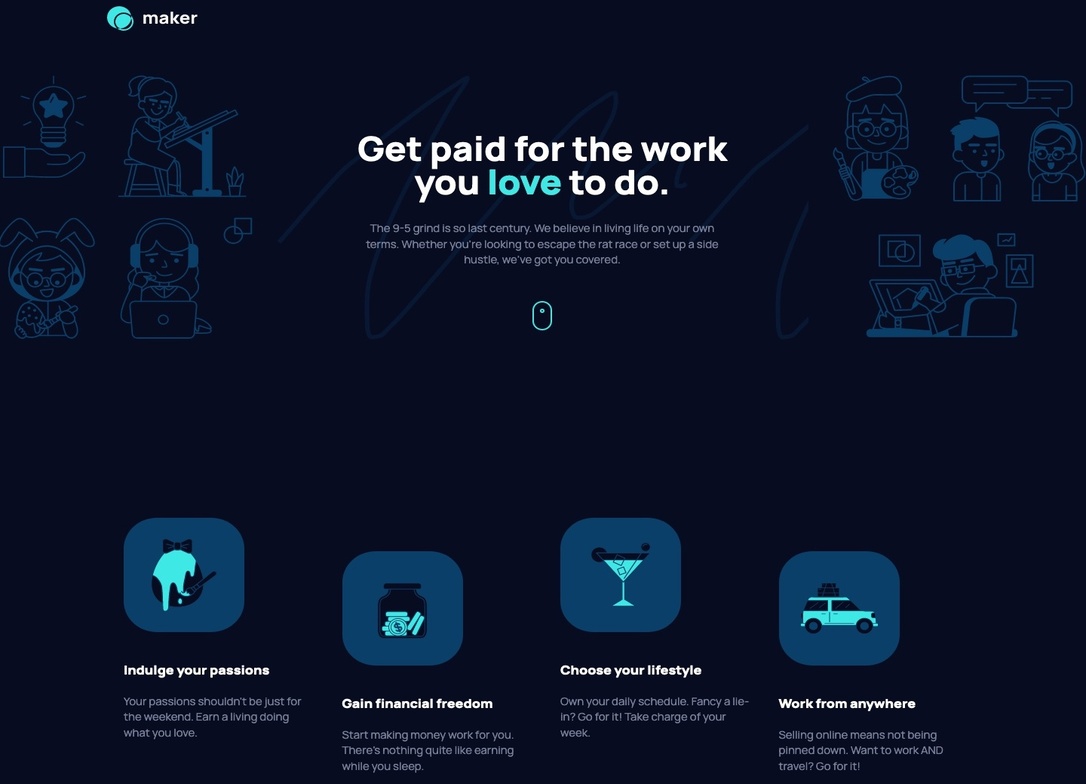 maker
Get paid for the work
you love to do.
The 9-5 grind is so last century. We believe in living life on your own
terms. Whether you're looking to escape the rat race or set up a side
hustle, we've got you covered.
Indulge your passions
Your passions shouldn't be just for
the weekend. Earn a living doing
what you love.
Gain financial freedom
Start making money work for you.
There's nothing quite like earning
while you sleep.
Choose your lifestyle
Own your daily schedule. Fancy a lie-
in? Go for it! Take charge of your
week.
Work from anywhere
Selling online means not being
pinned down. Want to work AND
travel? Go for it!